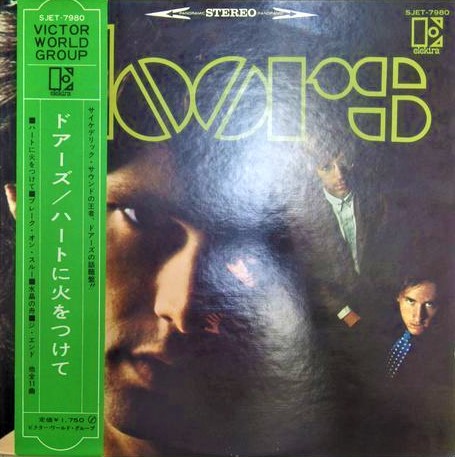 PANORAMIC STEREO PANORAMIC
SJET-7980
elektra
Doors
SJET-7980
VICTOR
WORLD
GROUP
elektra
サイケデリック・サウンドの王者、ドアーズの話題盤!!
ドアーズ/ハートに火をつけて
■ハートに火をつけて■ブレーク・オン・スルー■水晶の舟■ジ・エンド 他全11曲
定価¥1,750
ビクター・ワールド・グループ